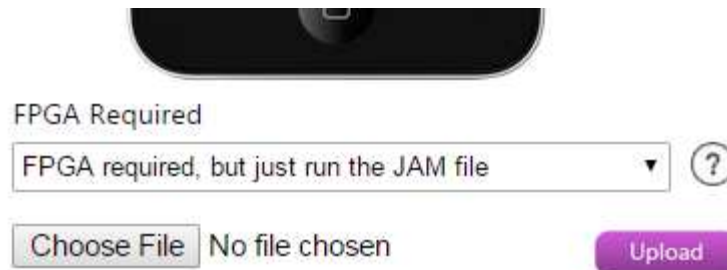 FPGA Required
FPGA required, but just run the JAM file
?
Choose File No file chosen
Upload